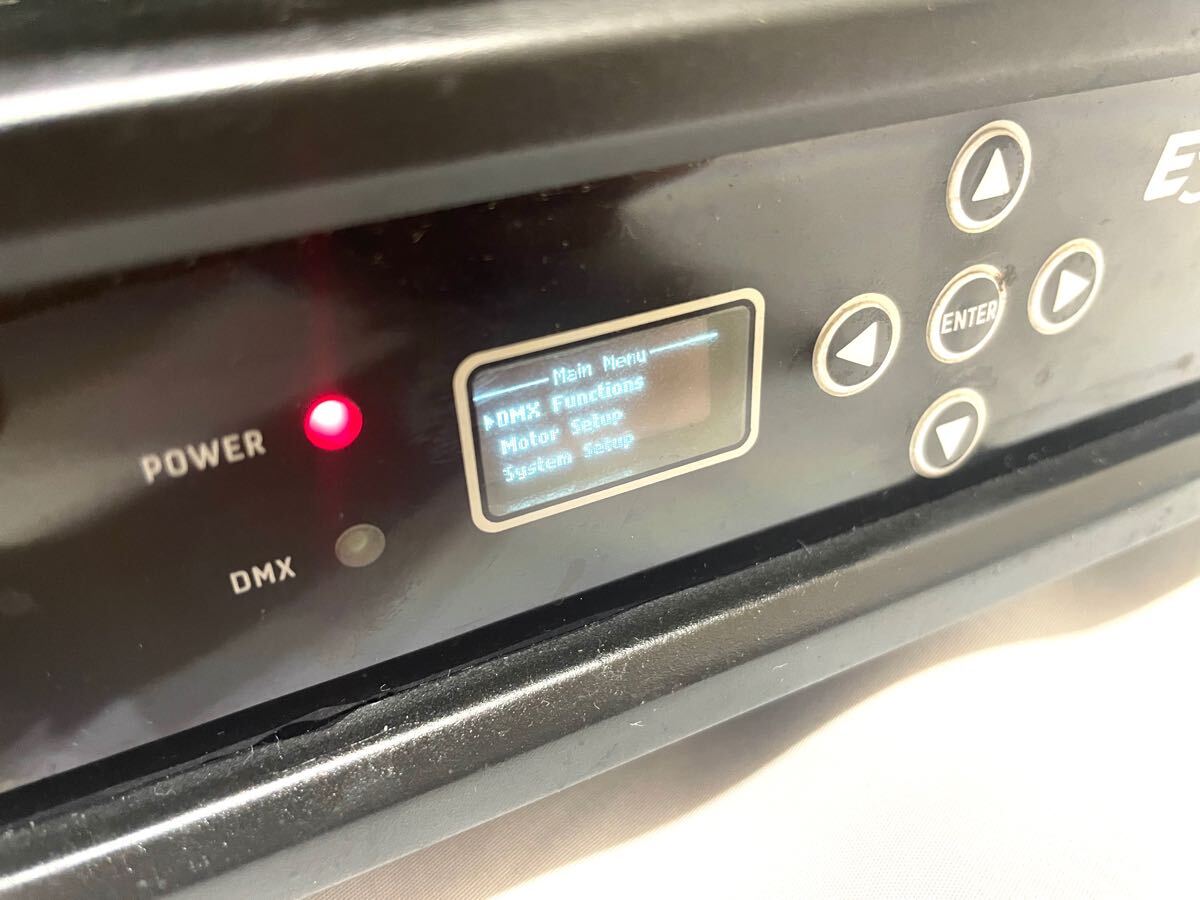 POWER
DMX
Main Menu
DMX Functions
Motor Setup
System Setup
ENTER